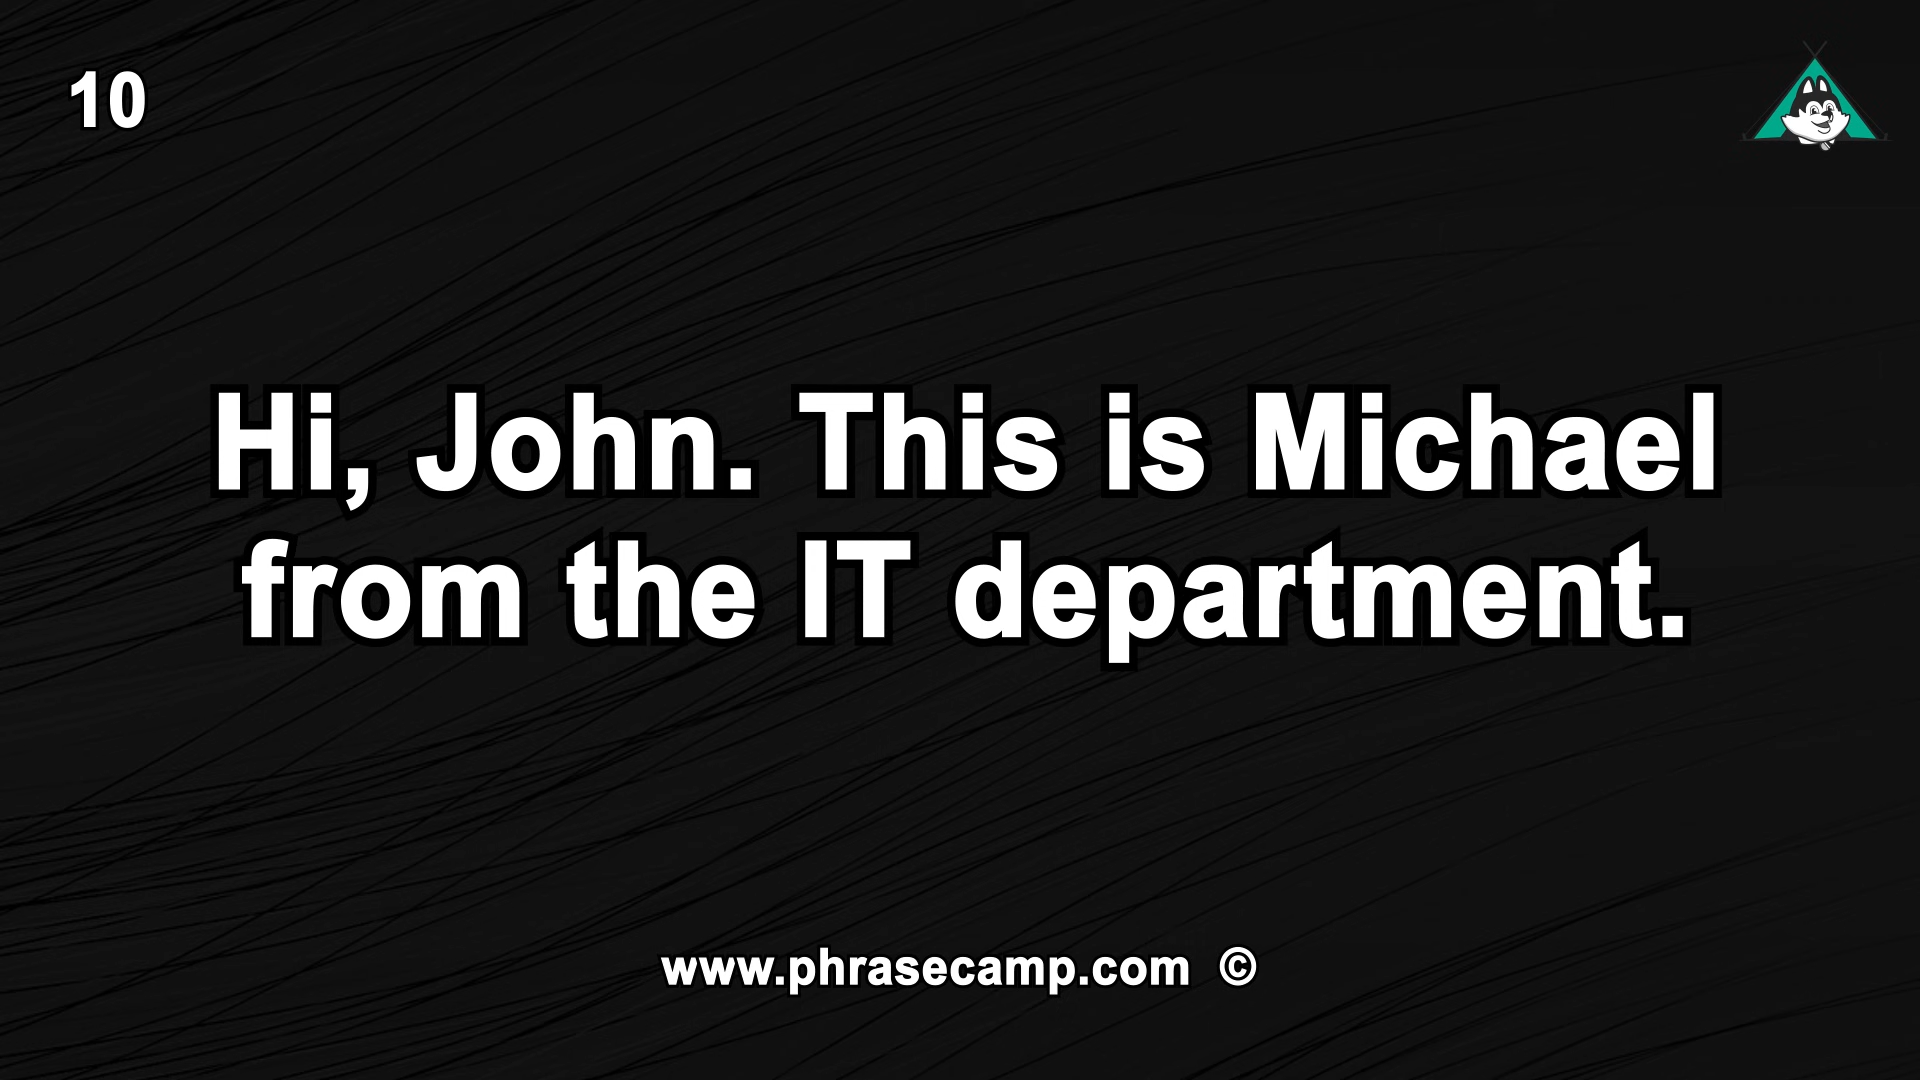 10
Hi, John. This is Michael
from the IT department.
www.phrasecamp.com ©